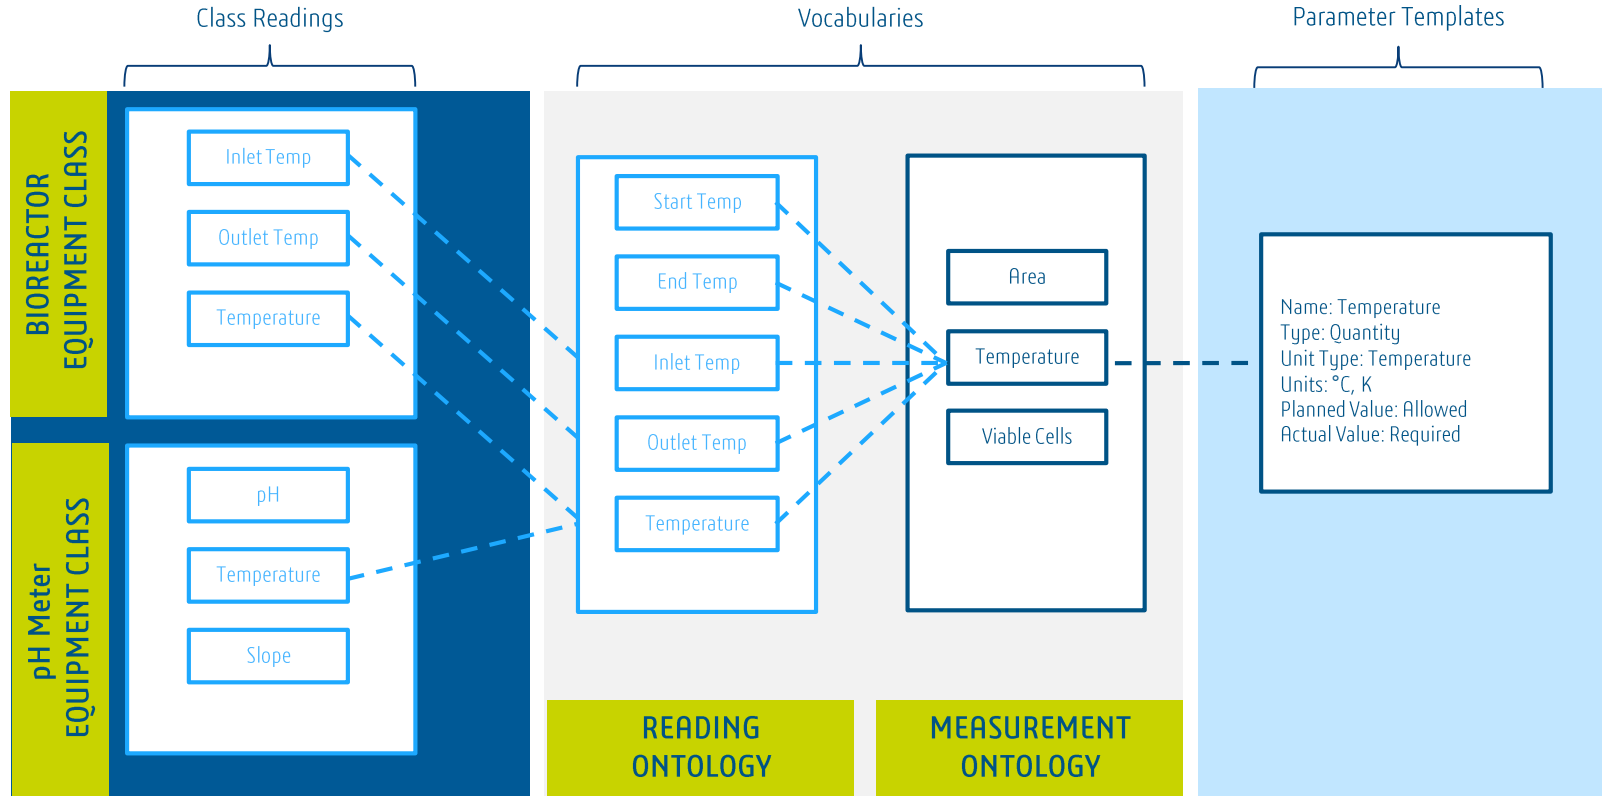 Class Readings
Vocabularies
Parameter Templates
BIOREACTOR
EQUIPMENT CLASS
Inlet Temp
Outlet Temp
Temperature
pH Meter
EQUIPMENT CLASS
pH
Temperature
Slope
Start Temp
End Temp
Inlet Temp
Outlet Temp
Temperature
READING
ONTOLOGY
Area
Temperature
Viable Cells
MEASUREMENT
ONTOLOGY
Name: Temperature
Type: Quantity
Unit Type: Temperature
Units: °C, K
Planned Value: Allowed
Actual Value: Required